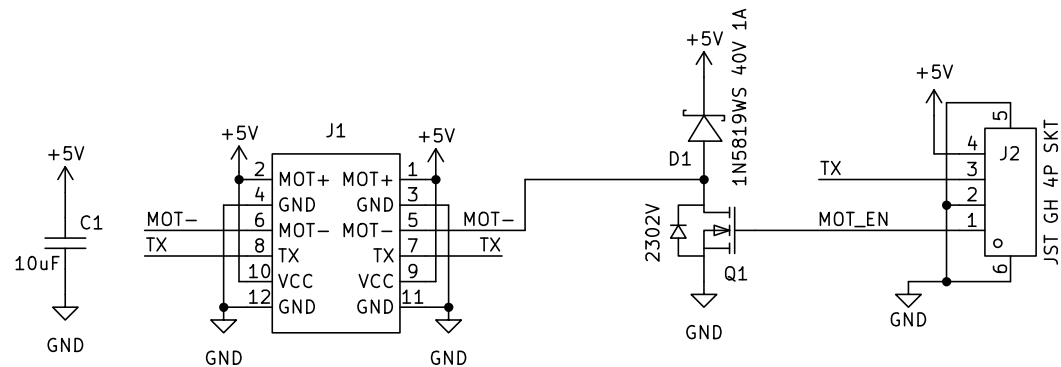 +5V
C1
10uF
GND
J1
+5V
+5V
2 MOT+ MOT+ 1
4 GND GND 3
MOT- 6 MOT- MOT- 5 MOT-
TX 8 TX TX 7 TX
10 VCC VCC 9
12 GND GND 11
GND
GND
+5V
1N5819WS 40V 1A
D1
2302V
Q1
GND
MOT_EN
TX
+5V
J2
5
4
3
2
1
6
JST GH 4P SKT
GND